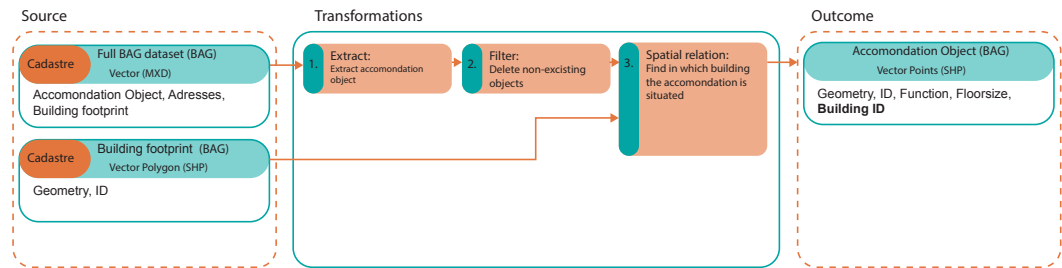 Source
Transformations
Outcome
Cadastre
Full BAG dataset (BAG)
Vector (MXD)
Accomondation Object, Adresses,
Building footprint
Cadastre
Building footprint (BAG)
Vector Polygon (SHP)
Geometry, ID
1.
Extract:
Extract accomondation
object
2.
Filter:
Delete non-excisting
objects
3.
Spatial relation:
Find in which building
the accomondation is
situated
Accomondation Object (BAG)
Vector Points (SHP)
Geometry, ID, Function, Floorsize,
Building ID